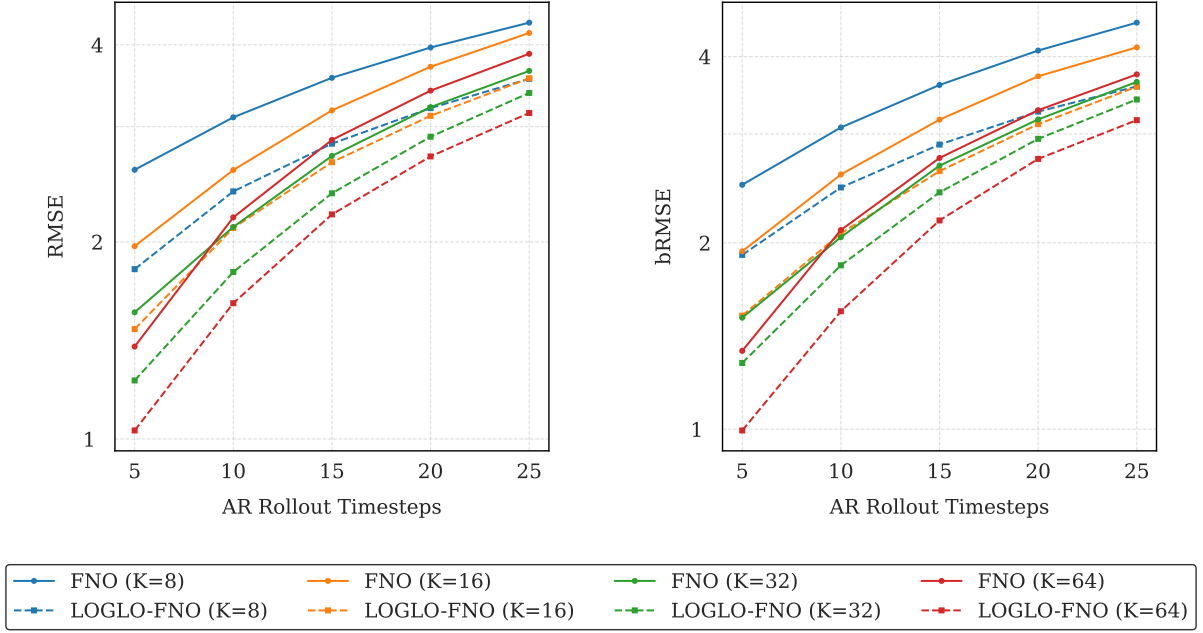 RMSE
4
2
1
5 10 15 20 25
AR Rollout Timesteps
bRMSE
4
2
1
5 10 15 20 25
AR Rollout Timesteps
FNO (K=8) FNO (K=16) FNO (K=32) FNO (K=64)
LOGLO-FNO (K=8) LOGLO-FNO (K=16) LOGLO-FNO (K=32) LOGLO-FNO (K=64)